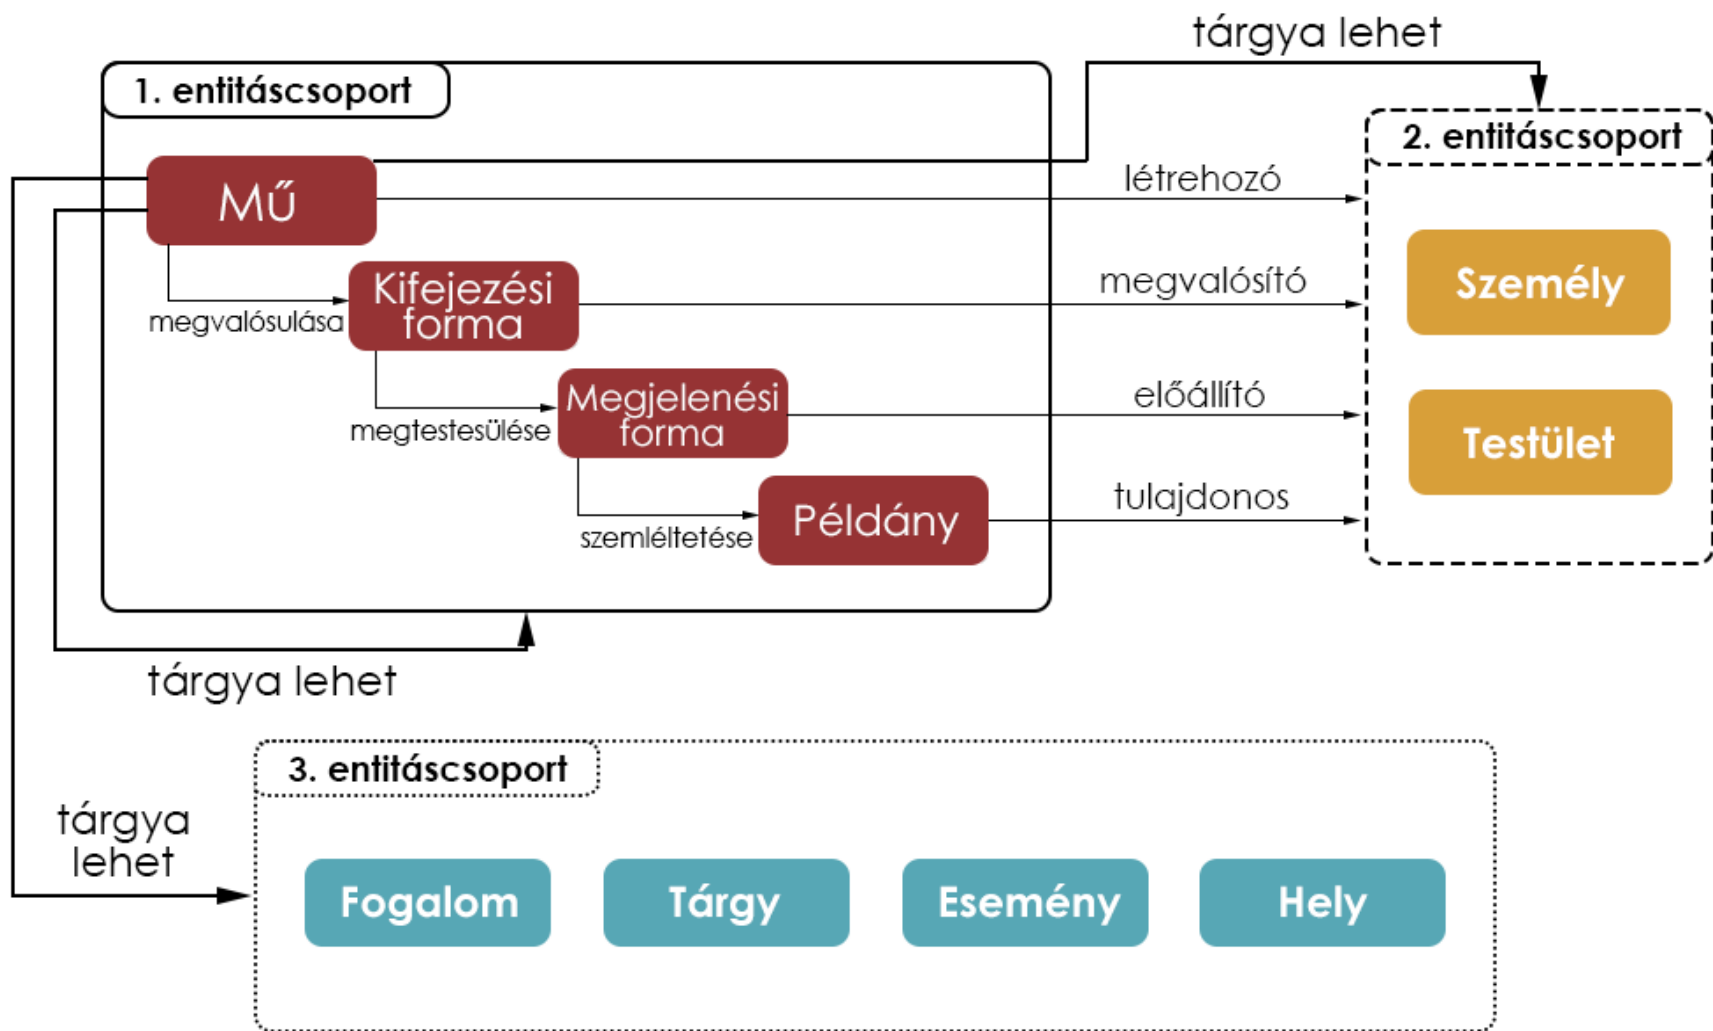 tárgya lehet
1. entitáscsoport
2. entitáscsoport
Mű
létrehozó
Személy
Kifejezési
forma
megvalósító
megvalósulása
Megjelenési
forma
előállító
Testület
megtestesülése
Példány
tulajdonos
szemléltetése
tárgya lehet
3. entitáscsoport
tárgya
lehet
Fogalom
Tárgy
Esemény
Hely